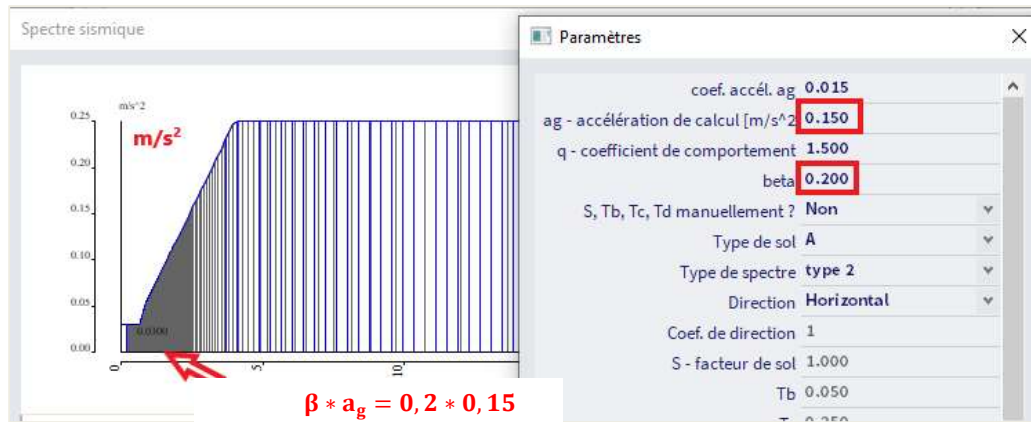 Spectre sismique
Paramètres
m/s^2
m/s²
0.25
0.20
0.15
0.10
0.05
0.00
0.0300
0,
5,
10,
β ∗ a_g = 0, 2 ∗ 0, 15
coef. accél. ag 0.015
ag - accélération de calcul [m/s^2 0.150
q - coefficient de comportement 1.500
beta 0.200
S, Tb, Tc, Td manuellement ? Non
Type de sol A
Type de spectre type 2
Direction Horizontal
Coef. de direction 1
S - facteur de sol 1.000
Tb 0.050